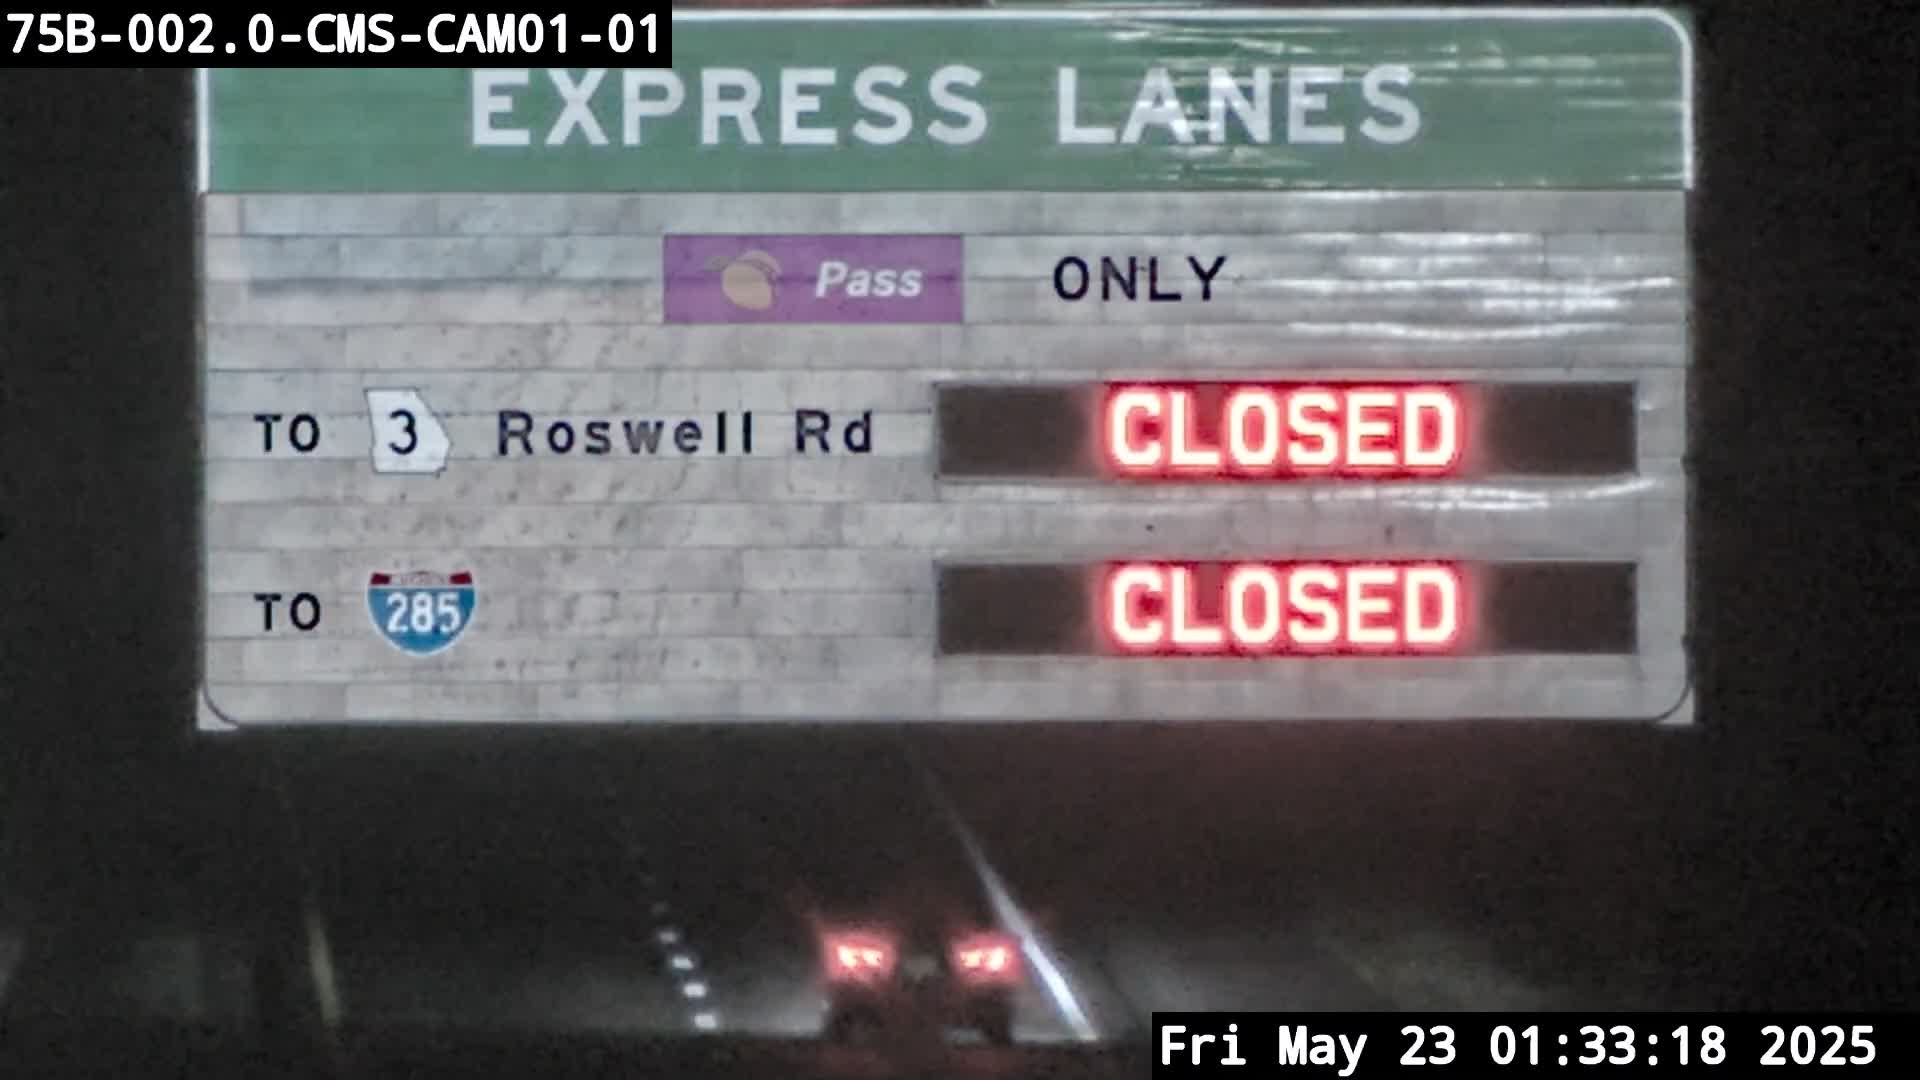 75B-002.0-CMS-CAM01-01
EXPRESS LANES
Pass ONLY
TO 3 Roswell Rd CLOSED
TO 285 CLOSED
Fri May 23 01:33:18 2025